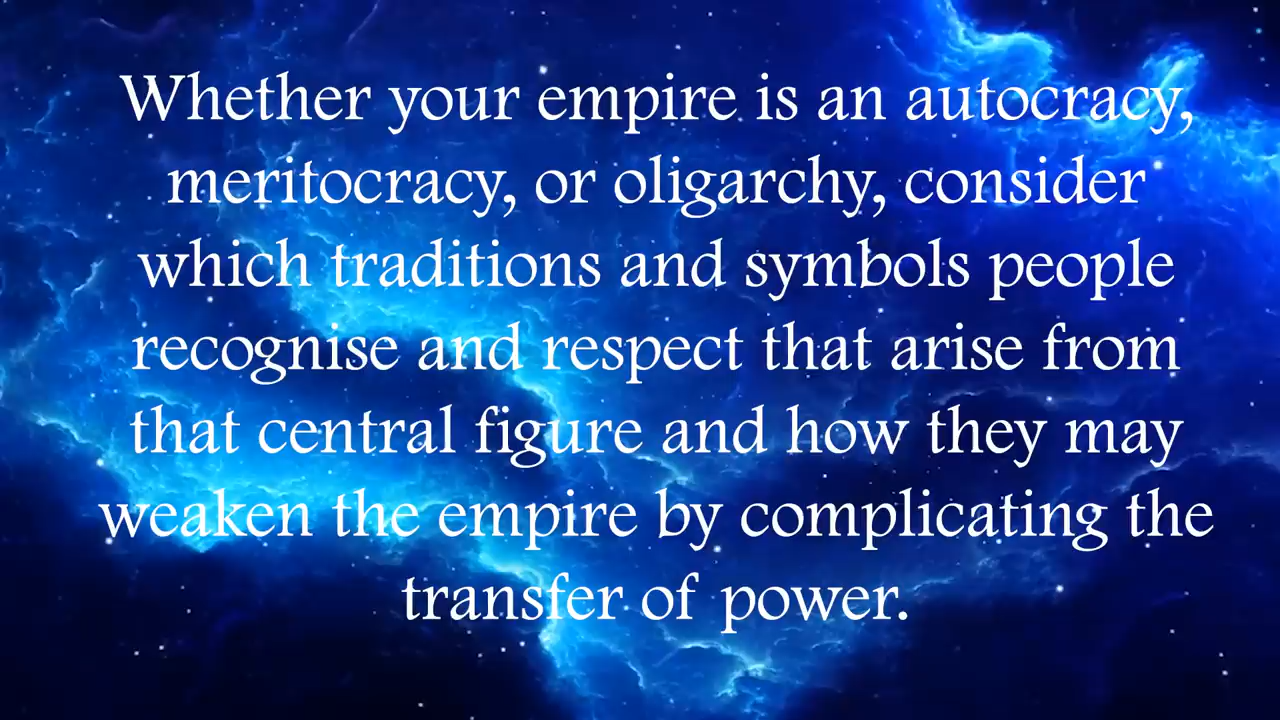 Whether your empire is an autocracy,
meritocracy, or oligarchy, consider
which traditions and symbols people
recognise and respect that arise from
that central figure and how they may
weaken the empire by complicating the
transfer of power.